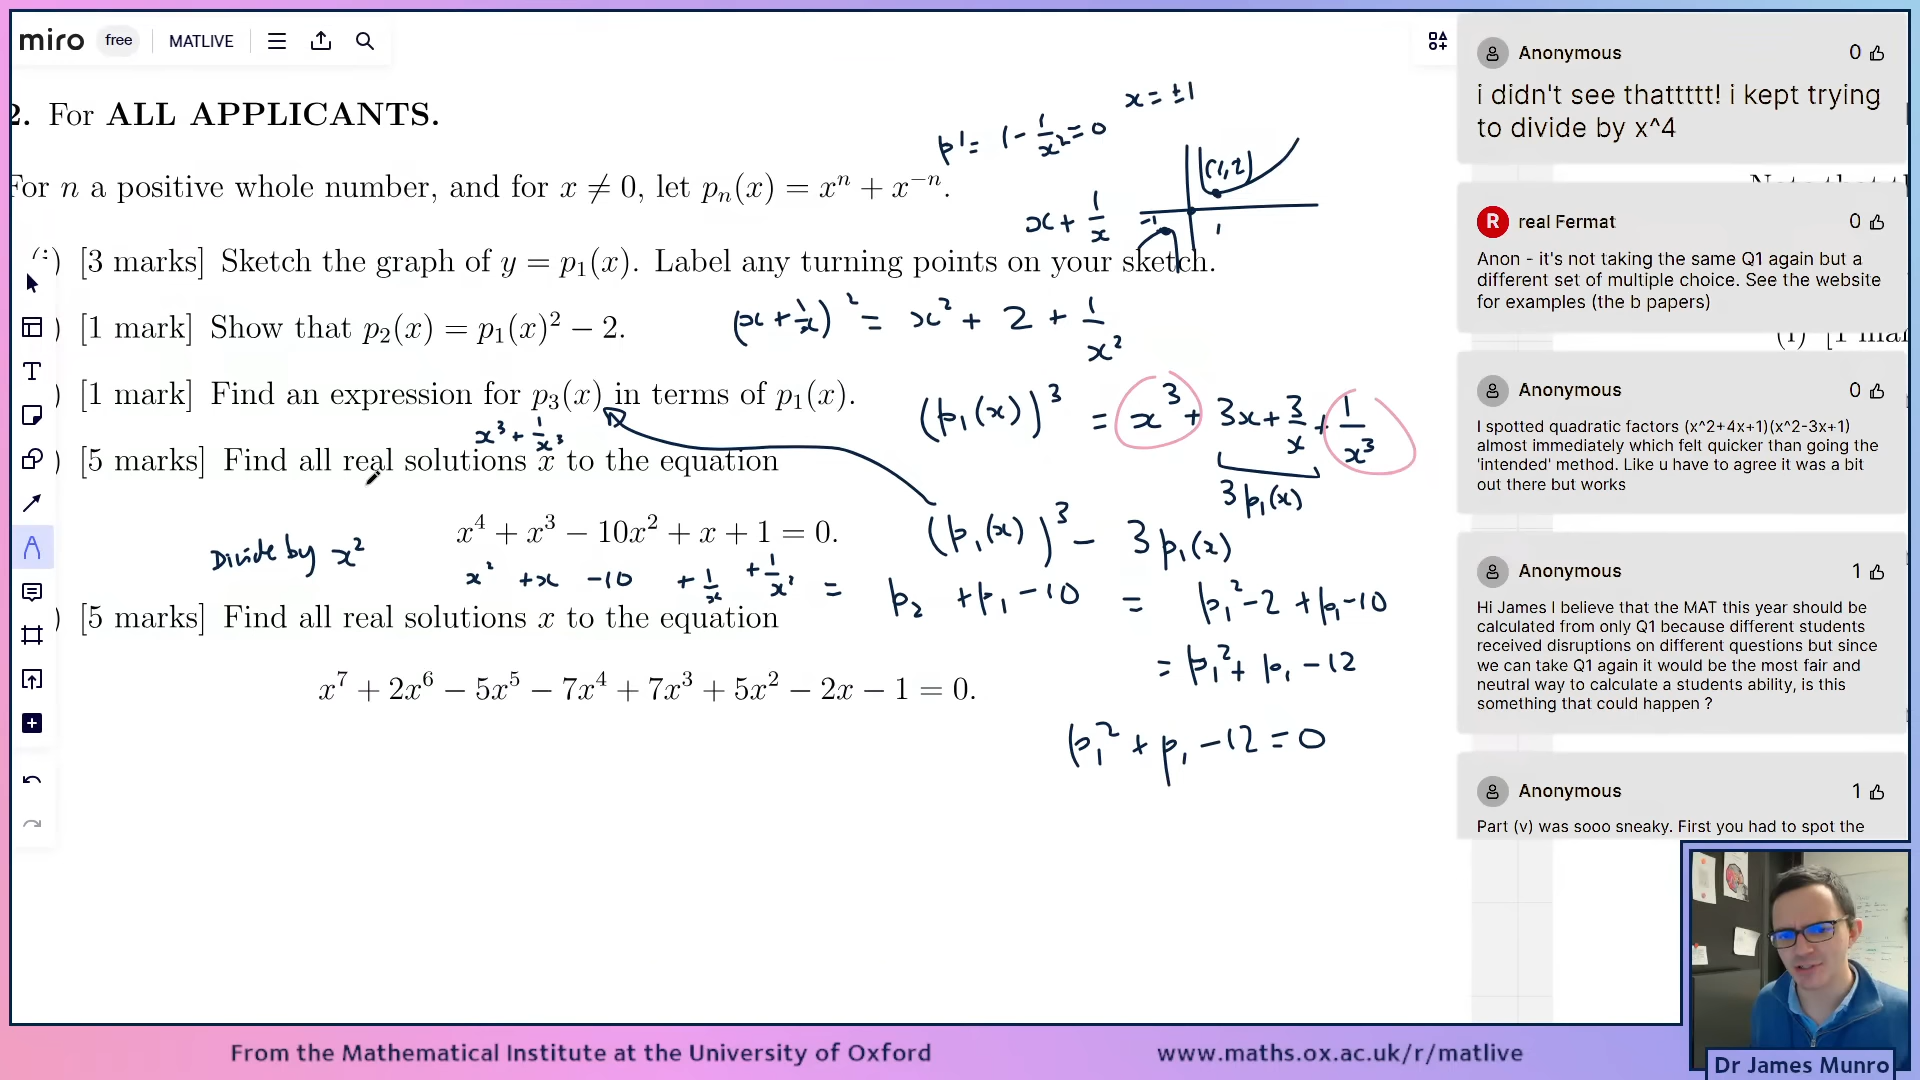 miro free MATLIVE
2. For ALL APPLICANTS.
p' = 1 - 1/x² = 0 x = ±1
For n a positive whole number, and for x ≠ 0, let pₙ(x) = xⁿ + x⁻ⁿ.
(1,2)
x + 1/x
-1 1
(i) [3 marks] Sketch the graph of y = p₁(x). Label any turning points on your sketch.
) [1 mark] Show that p₂(x) = p₁(x)² − 2.
(x + 1/x)² = x² + 2 + 1/x²
) [1 mark] Find an expression for p₃(x) in terms of p₁(x).
(p₁(x))³ = x³ + 3x + 3/x + 1/x³
x³ + 1/x³
3p₁(x)
) [5 marks] Find all real solutions x to the equation
x⁴ + x³ − 10x² + x + 1 = 0.
(p₁(x))³ - 3p₁(x)
Divide by x²
x² +x -10 + 1/x + 1/x² = p₂ + p₁ - 10 = p₁² - 2 + p₁ - 10
= p₁² + p₁ - 12
) [5 marks] Find all real solutions x to the equation
x⁷ + 2x⁶ − 5x⁵ − 7x⁴ + 7x³ + 5x² − 2x − 1 = 0.
p₁² + p₁ - 12 = 0
Anonymous 0
i didn't see thattttt! i kept trying
to divide by x^4
R real Fermat 0
Anon - it's not taking the same Q1 again but a
different set of multiple choice. See the website
for examples (the b papers)
Anonymous 0
I spotted quadratic factors (x^2+4x+1)(x^2-3x+1)
almost immediately which felt quicker than going the
'intended' method. Like u have to agree it was a bit
out there but works
Anonymous 1
Hi James I believe that the MAT this year should be
calculated from only Q1 because different students
received disruptions on different questions but since
we can take Q1 again it would be the most fair and
neutral way to calculate a students ability, is this
something that could happen ?
Anonymous 1
Part (v) was sooo sneaky. First you had to spot the
(i) [1 mar
From the Mathematical Institute at the University of Oxford
www.maths.ox.ac.uk/r/matlive
Dr James Munro